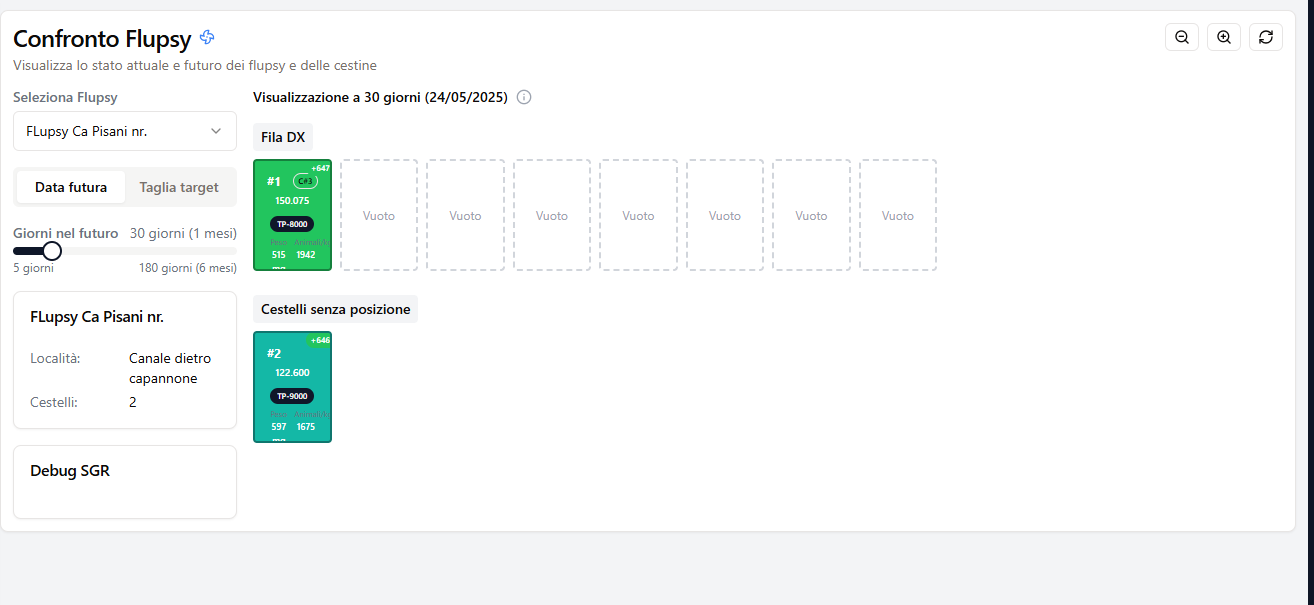 Confronto Flupsy
Visualizza lo stato attuale e futuro dei flupsy e delle cestine
Seleziona Flupsy
FLupsy Ca Pisani nr.
Data futura
Taglia target
Giorni nel futuro
30 giorni (1 mesi)
5 giorni
180 giorni (6 mesi)
FLupsy Ca Pisani nr.
Località:
Canale dietro
capannone
Cestelli:
2
Debug SGR
Visualizzazione a 30 giorni (24/05/2025)
Fila DX
+647
#1
C#3
150.075
TP-8000
Peso
Animali/k
515
1942
mg
Vuoto
Vuoto
Vuoto
Vuoto
Vuoto
Vuoto
Vuoto
Cestelli senza posizione
+646
#2
122.600
TP-9000
Peso
Animali/k
597
1675
mg